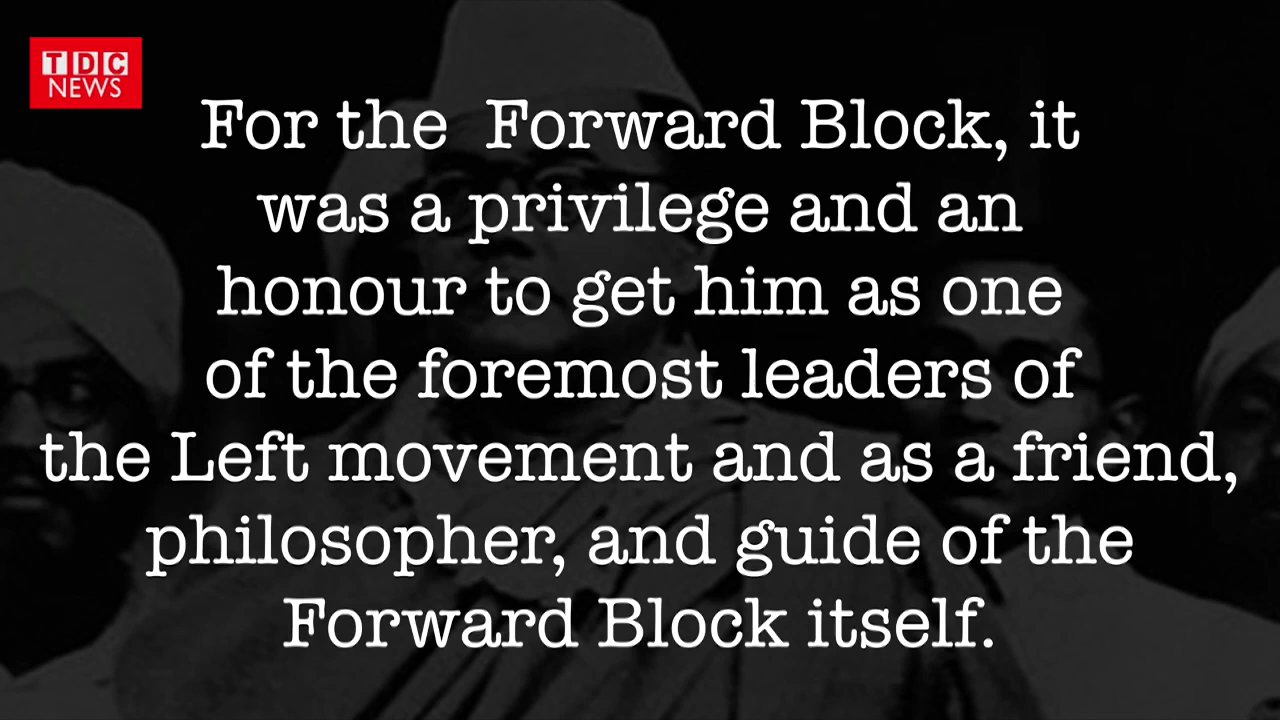 TDC
NEWS
For the  Forward Block, it
was a privilege and an
honour to get him as one
of the foremost leaders of
the Left movement and as a friend,
philosopher, and guide of the
Forward Block itself.